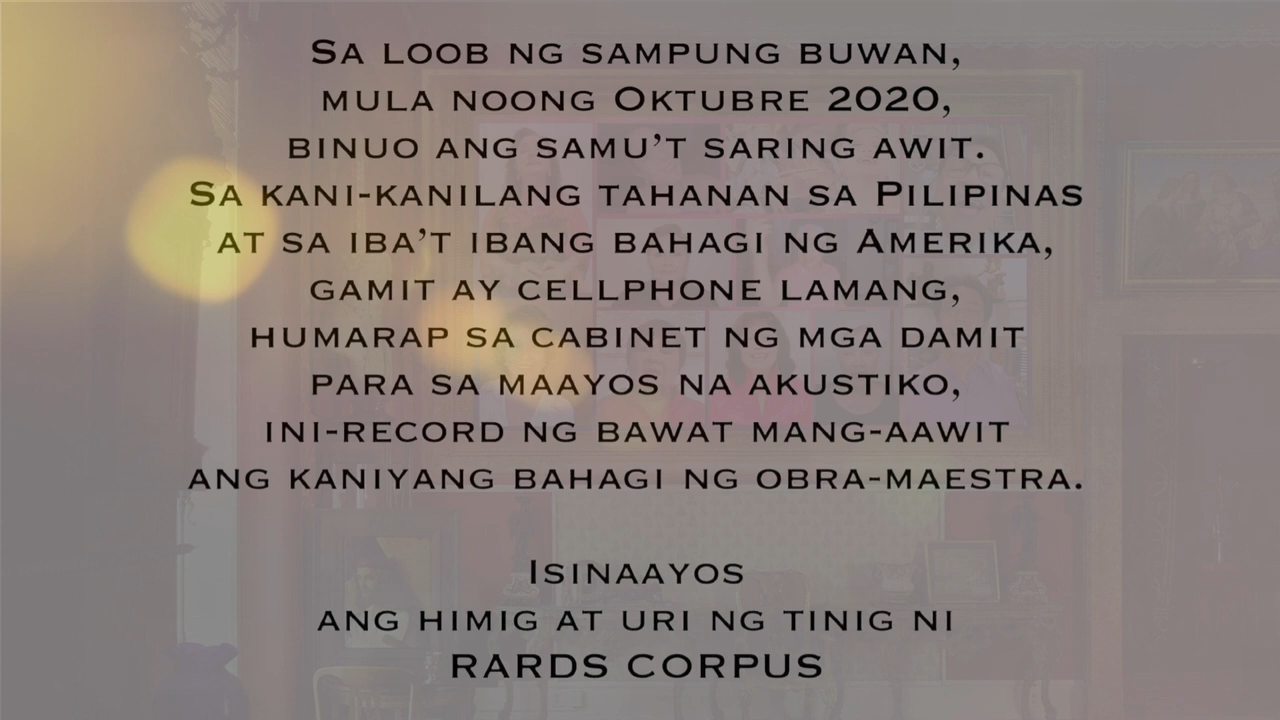 Sa loob ng sampung buwan,
mula noong Oktubre 2020,
binuo ang samu't saring awit.
Sa kani-kanilang tahanan sa Pilipinas
at sa iba't ibang bahagi ng Amerika,
gamit ay cellphone lamang,
humarap sa cabinet ng mga damit
para sa maayos na akustiko,
ini-record ng bawat mang-aawit
ang kaniyang bahagi ng obra-maestra.
Isinaayos
ang himig at uri ng tinig ni
RARDS CORPUS